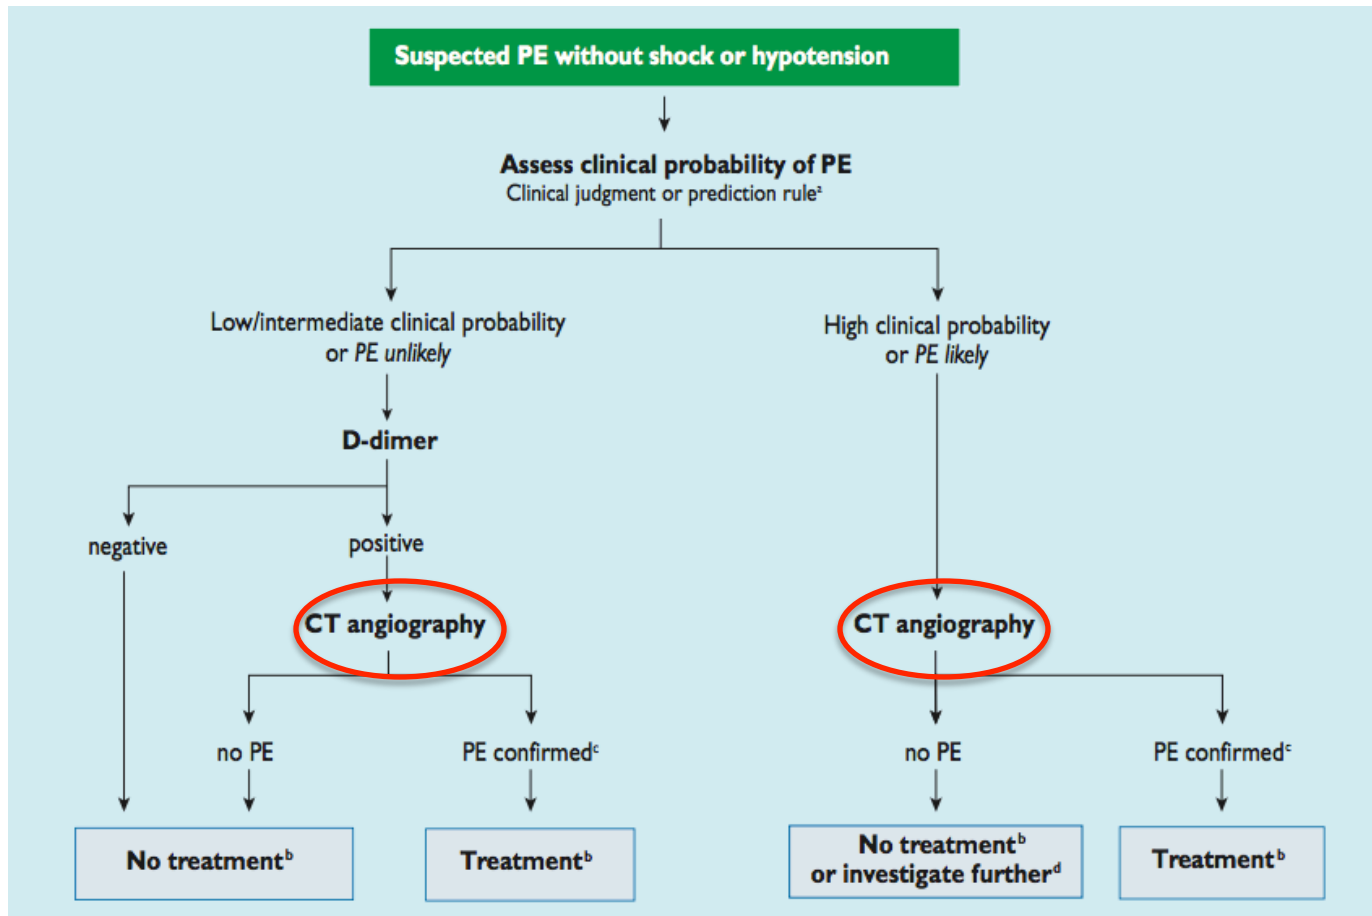 Suspected PE without shock or hypotension
Assess clinical probability of PE
Clinical judgment or prediction ruleᵃ
Low/intermediate clinical probability
or PE unlikely
High clinical probability
or PE likely
D-dimer
negative
positive
CT angiography
CT angiography
no PE
PE confirmedᶜ
no PE
PE confirmedᶜ
No treatmentᵇ
Treatmentᵇ
No treatmentᵇ
or investigate furtherᵈ
Treatmentᵇ